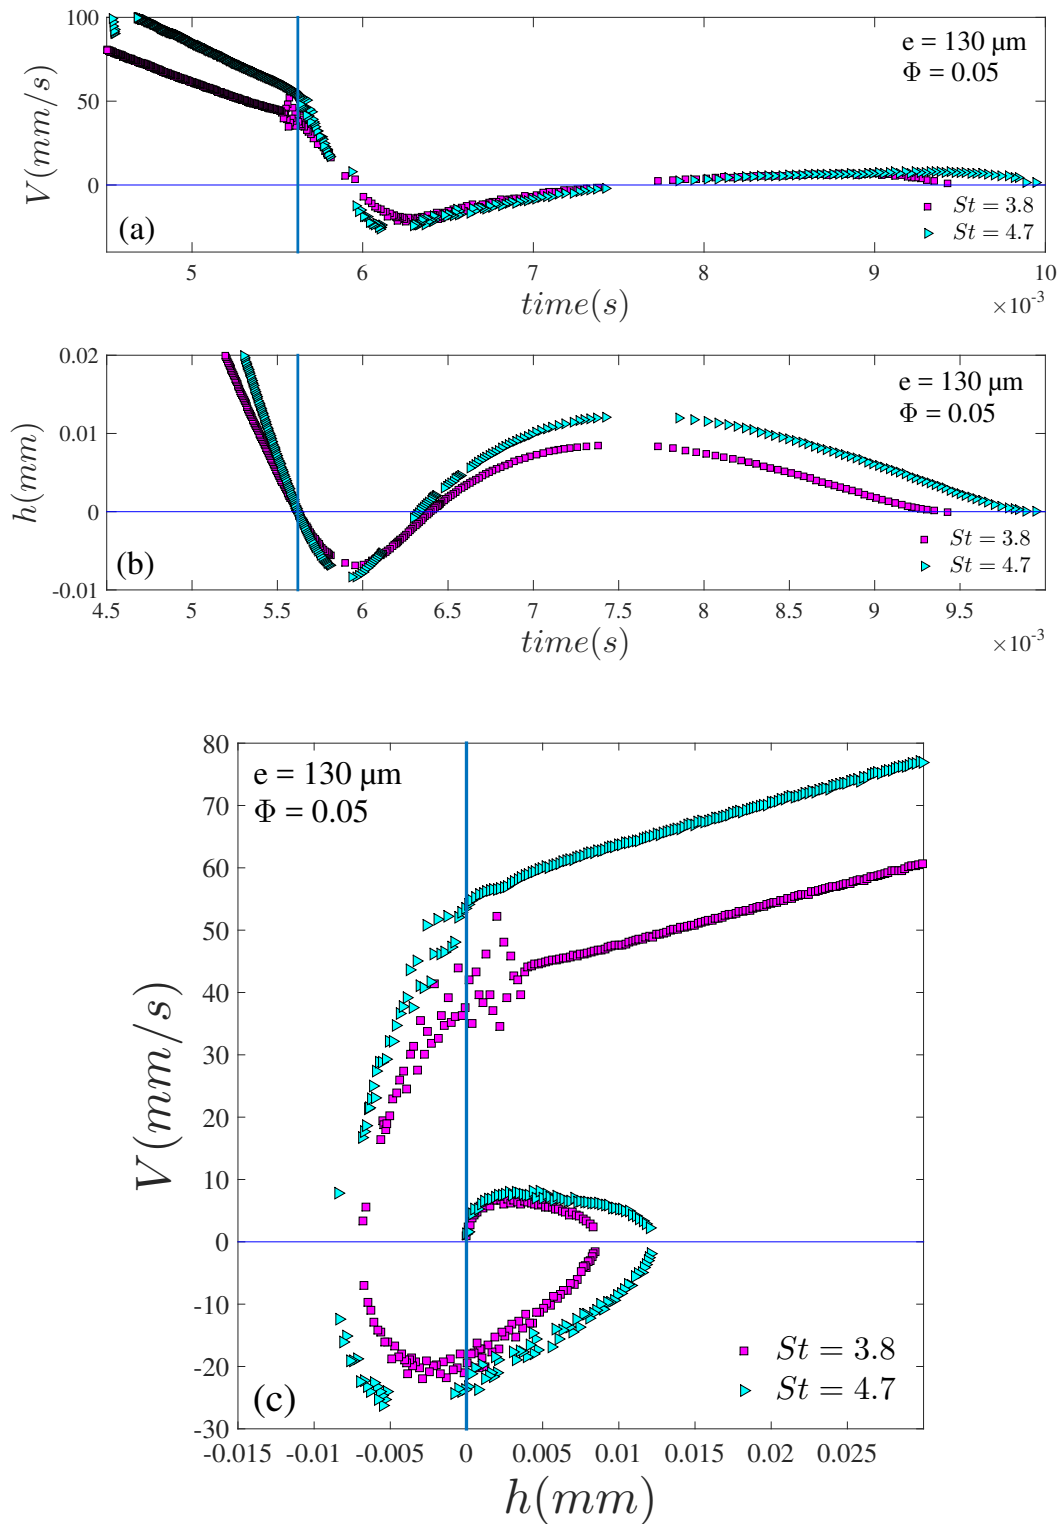 100
50
0
V(mm/s)
e = 130 μm
Φ = 0.05
(a)
St = 3.8
St = 4.7
5 6 7 8 9 10
time(s)
×10⁻³
0.02
0.01
0
-0.01
h(mm)
e = 130 μm
Φ = 0.05
(b)
St = 3.8
St = 4.7
4.5 5 5.5 6 6.5 7 7.5 8 8.5 9 9.5
time(s)
×10⁻³
80
70
60
50
40
30
20
10
0
-10
-20
-30
V(mm/s)
e = 130 μm
Φ = 0.05
(c)
St = 3.8
St = 4.7
-0.015 -0.01 -0.005 0 0.005 0.01 0.015 0.02 0.025
h(mm)